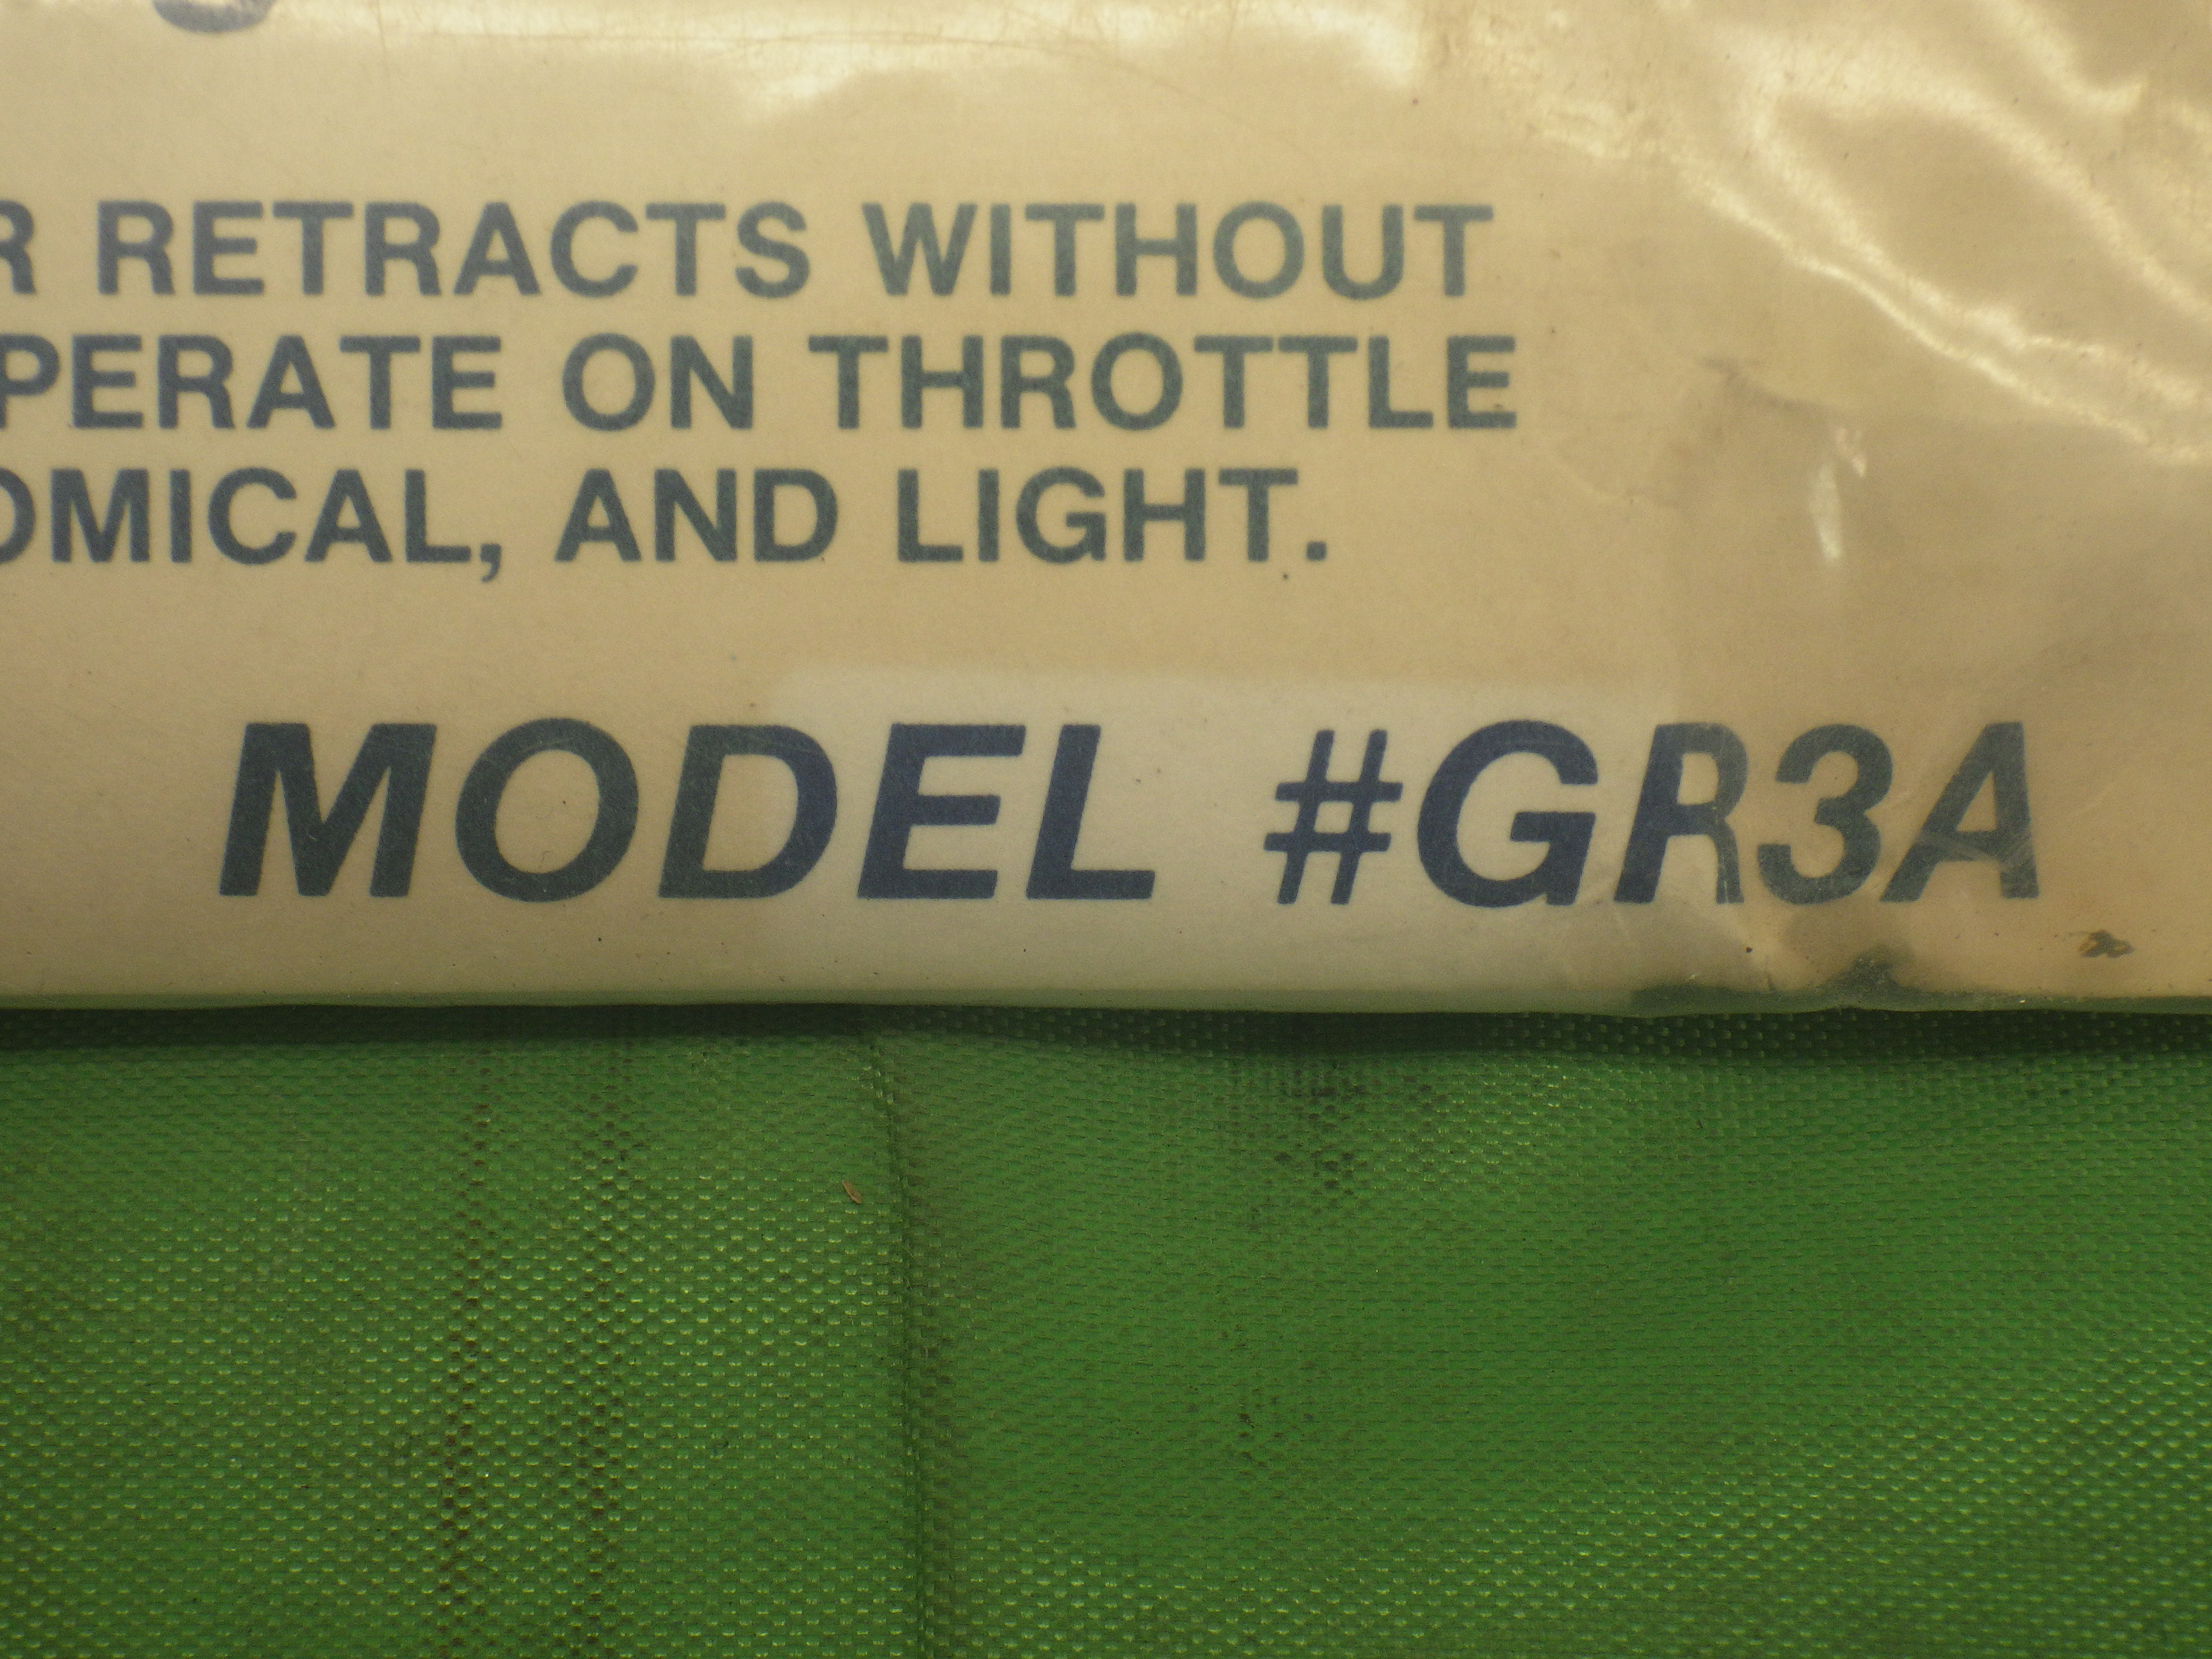 R RETRACTS WITHOUT
PERATE ON THROTTLE
OMICAL, AND LIGHT.
MODEL #GR3A